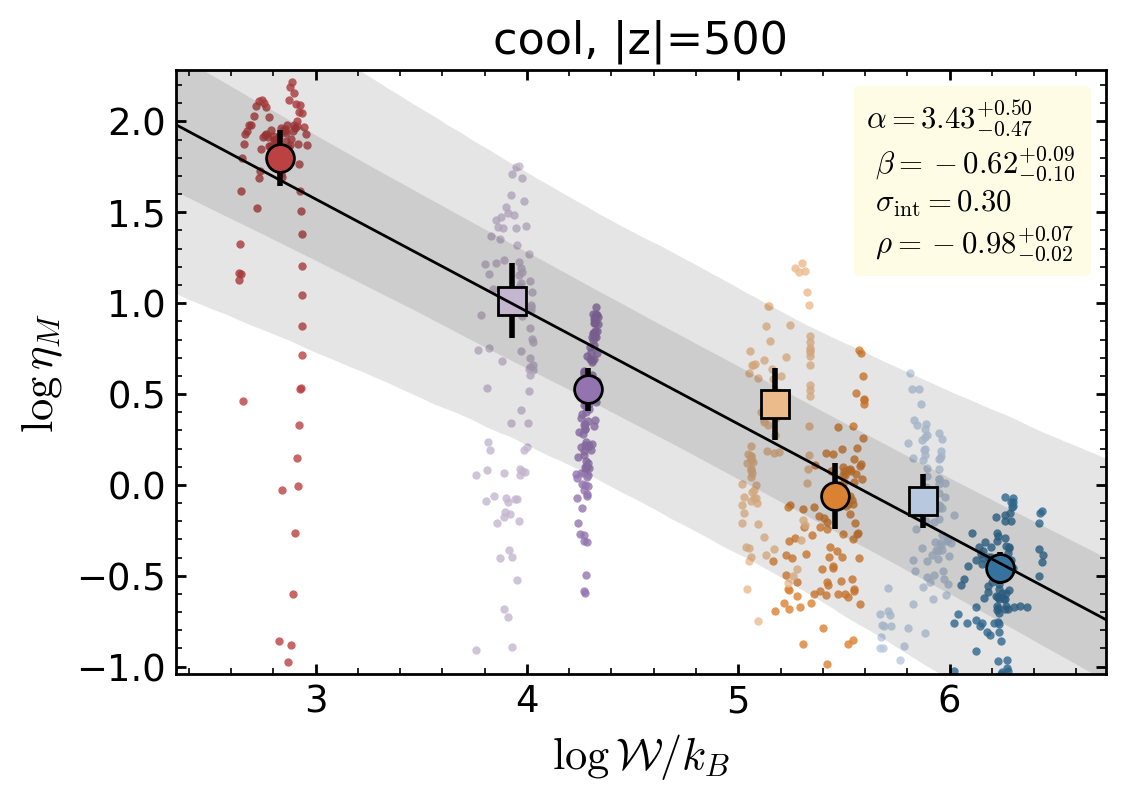 cool, |z|=500
α = 3.43^{+0.50}_{-0.47}
β = −0.62^{+0.09}_{-0.10}
σ_int = 0.30
ρ = −0.98^{+0.07}_{-0.02}
log η_M
2.0
1.5
1.0
0.5
0.0
−0.5
−1.0
3 4 5 6
log 𝒲/k_B